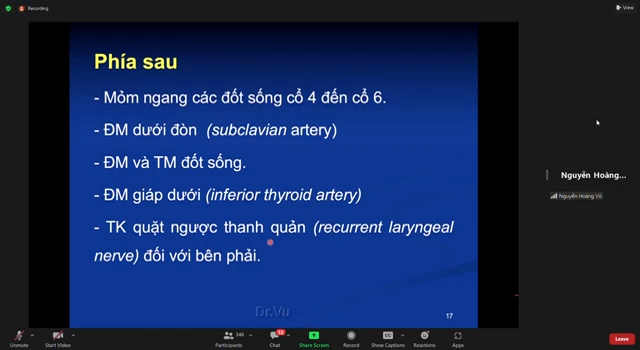 Recording
View
Phía sau
- Mỏm ngang các đốt sống cổ 4 đến cổ 6.
- ĐM dưới đòn (subclavian artery)
- ĐM và TM đốt sống.
- ĐM giáp dưới (inferior thyroid artery)
- TK quặt ngược thanh quản (recurrent laryngeal
nerve) đối với bên phải.
Dr.Vu
17
Nguyễn Hoàng...
Nguyễn Hoàng Vũ
Unmute
Start Video
346
Participants
12
Chat
Share Screen
Record
Show Captions
Reactions
Apps
Leave